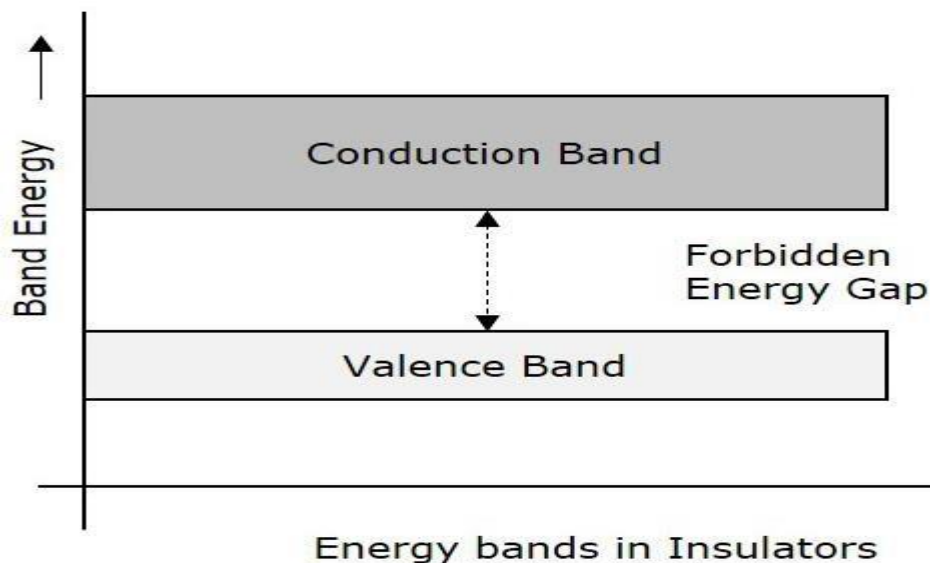 Band Energy
Conduction Band
Forbidden
Energy Gap
Valence Band
Energy bands in Insulators